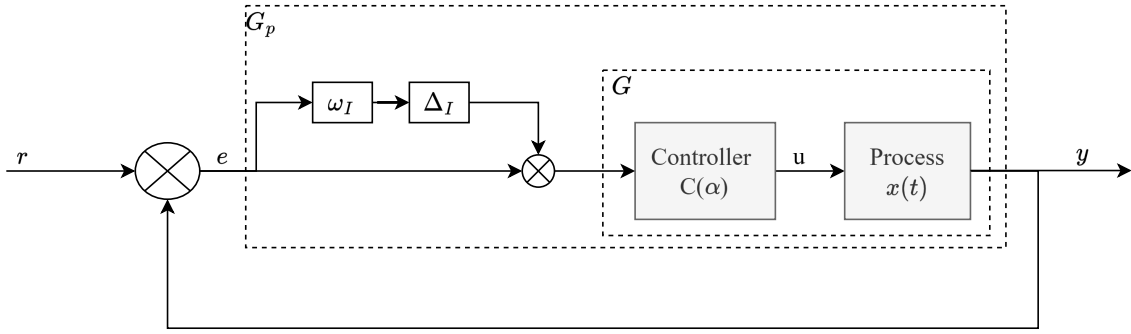 G_p
G
ω_I
Δ_I
r
e
Controller
C(α)
u
Process
x(t)
y